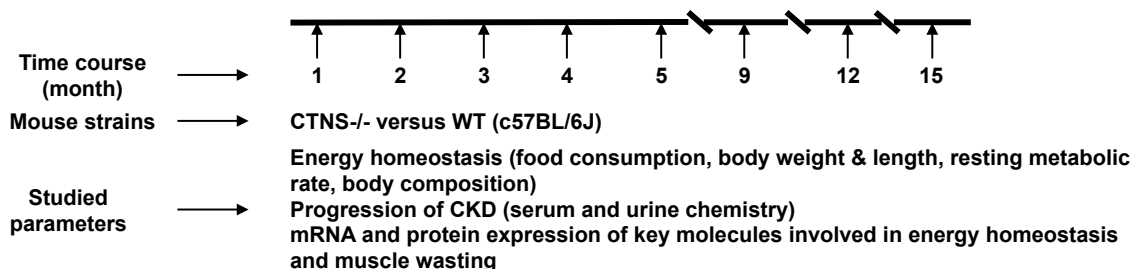 1 2 3 4 5 9 12 15
Time course
(month)
Mouse strains
CTNS-/- versus WT (c57BL/6J)
Studied
parameters
Energy homeostasis (food consumption, body weight & length, resting metabolic
rate, body composition)
Progression of CKD (serum and urine chemistry)
mRNA and protein expression of key molecules involved in energy homeostasis
and muscle wasting